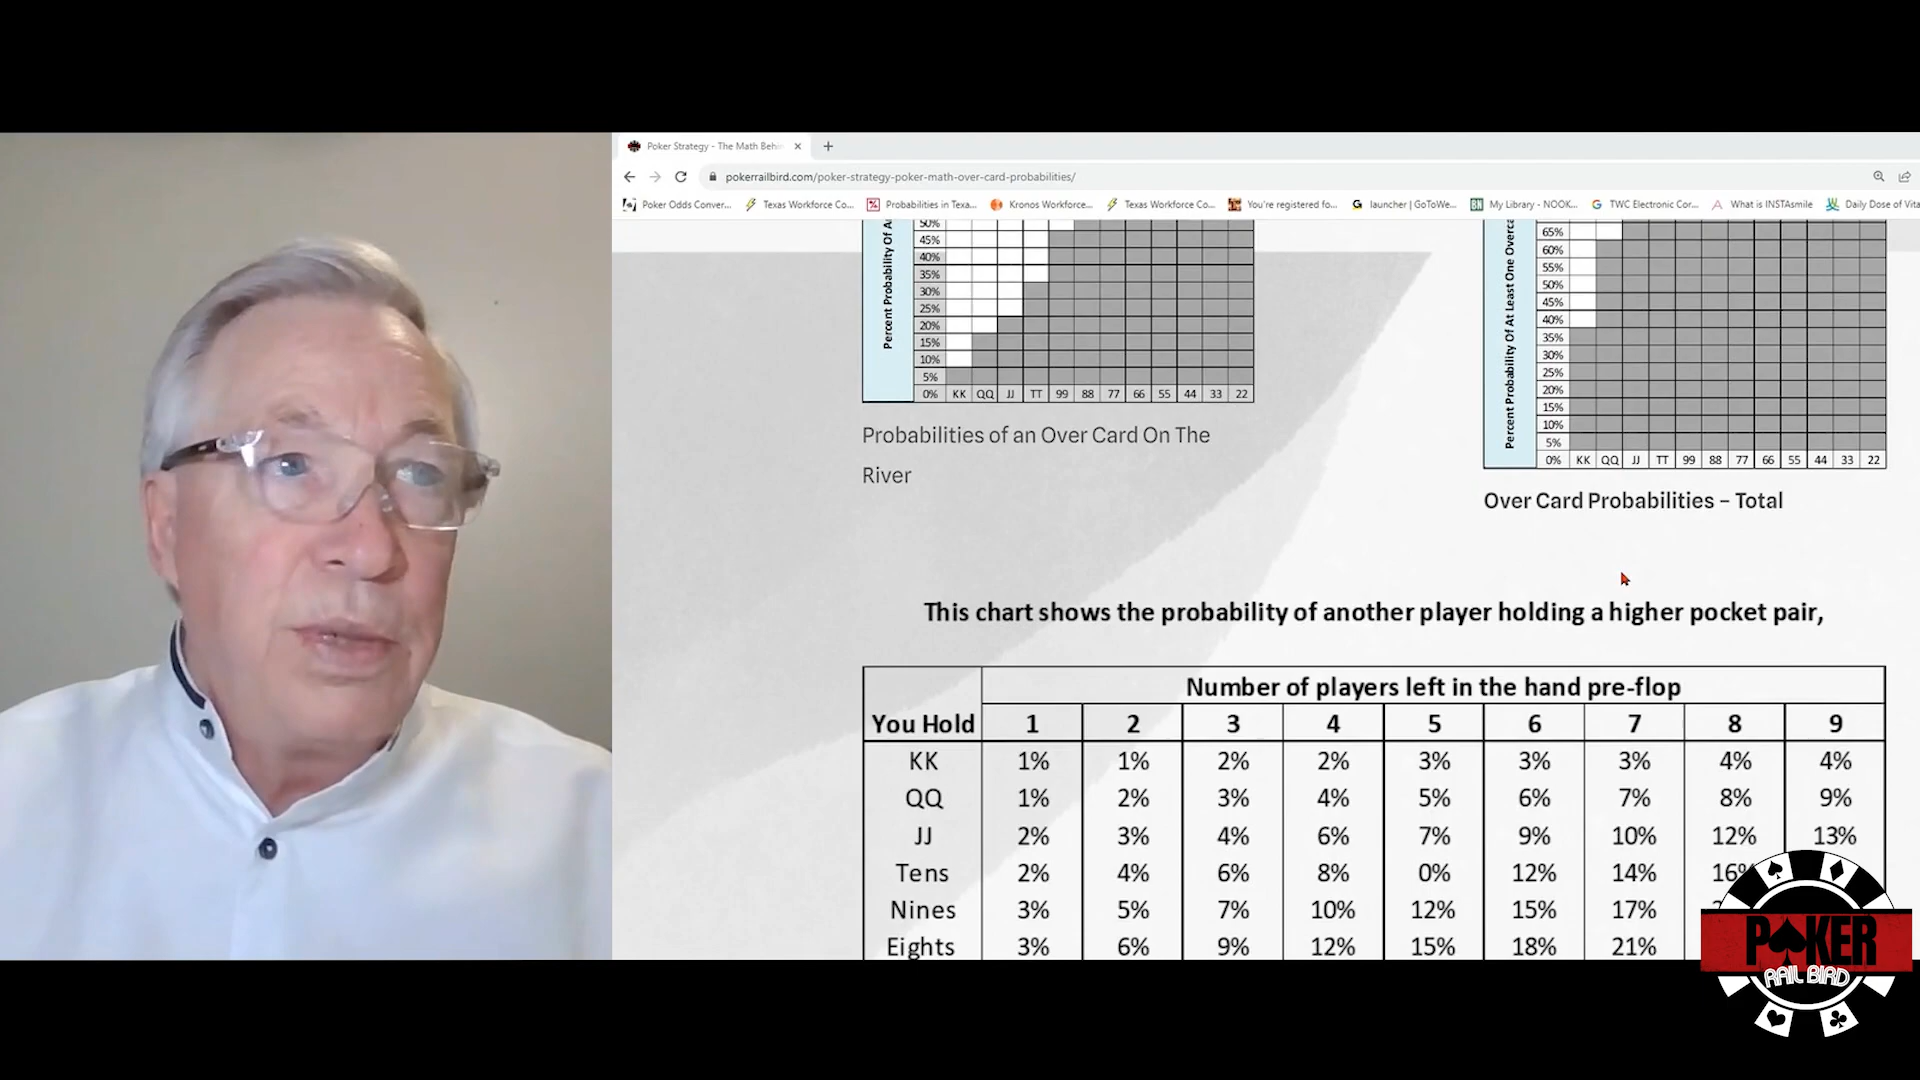 Poker Strategy - The Math Behi
pokerrailbird.com/poker-strategy-poker-math-over-card-probabilities/
Poker Odds Conver... Texas Workforce Co... Probabilities in Texa... Kronos Workforce... Texas Workforce Co... You're registered fo... launcher | GoToWe... My Library - NOOK... TWC Electronic Cor... What is INSTAsmile Daily Dose of Vita
Percent Probability Of A
50%
45%
40%
35%
30%
25%
20%
15%
10%
5%
0% KK QQ JJ TT 99 88 77 66 55 44 33 22
Probabilities of an Over Card On The
River
Percent Probability Of At Least One Overca
65%
60%
55%
50%
45%
40%
35%
30%
25%
20%
15%
10%
5%
0% KK QQ JJ TT 99 88 77 66 55 44 33 22
Over Card Probabilities – Total
This chart shows the probability of another player holding a higher pocket pair,
Number of players left in the hand pre-flop
You Hold 1 2 3 4 5 6 7 8 9
KK 1% 1% 2% 2% 3% 3% 3% 4% 4%
QQ 1% 2% 3% 4% 5% 6% 7% 8% 9%
JJ 2% 3% 4% 6% 7% 9% 10% 12% 13%
Tens 2% 4% 6% 8% 0% 12% 14% 16%
Nines 3% 5% 7% 10% 12% 15% 17%
Eights 3% 6% 9% 12% 15% 18% 21%
POKER
RAIL BIRD